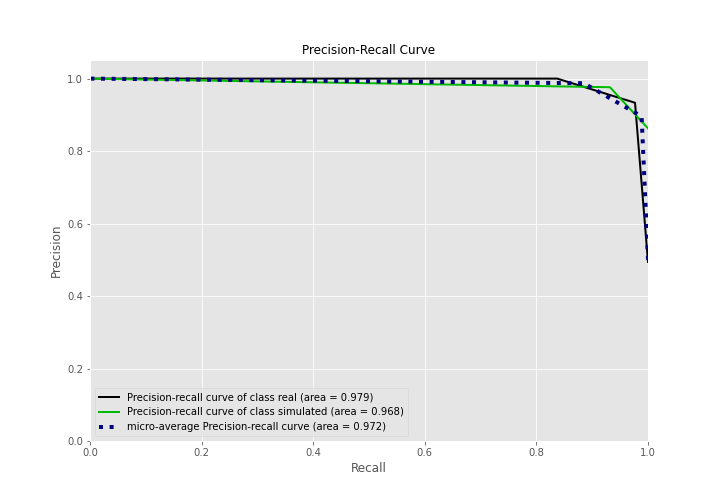 Precision-Recall Curve
1.0
0.8
0.6
0.4
0.2
0.0
Precision
Precision-recall curve of class real (area = 0.979)
Precision-recall curve of class simulated (area = 0.968)
micro-average Precision-recall curve (area = 0.972)
0.0 0.2 0.4 0.6 0.8 1.0
Recall